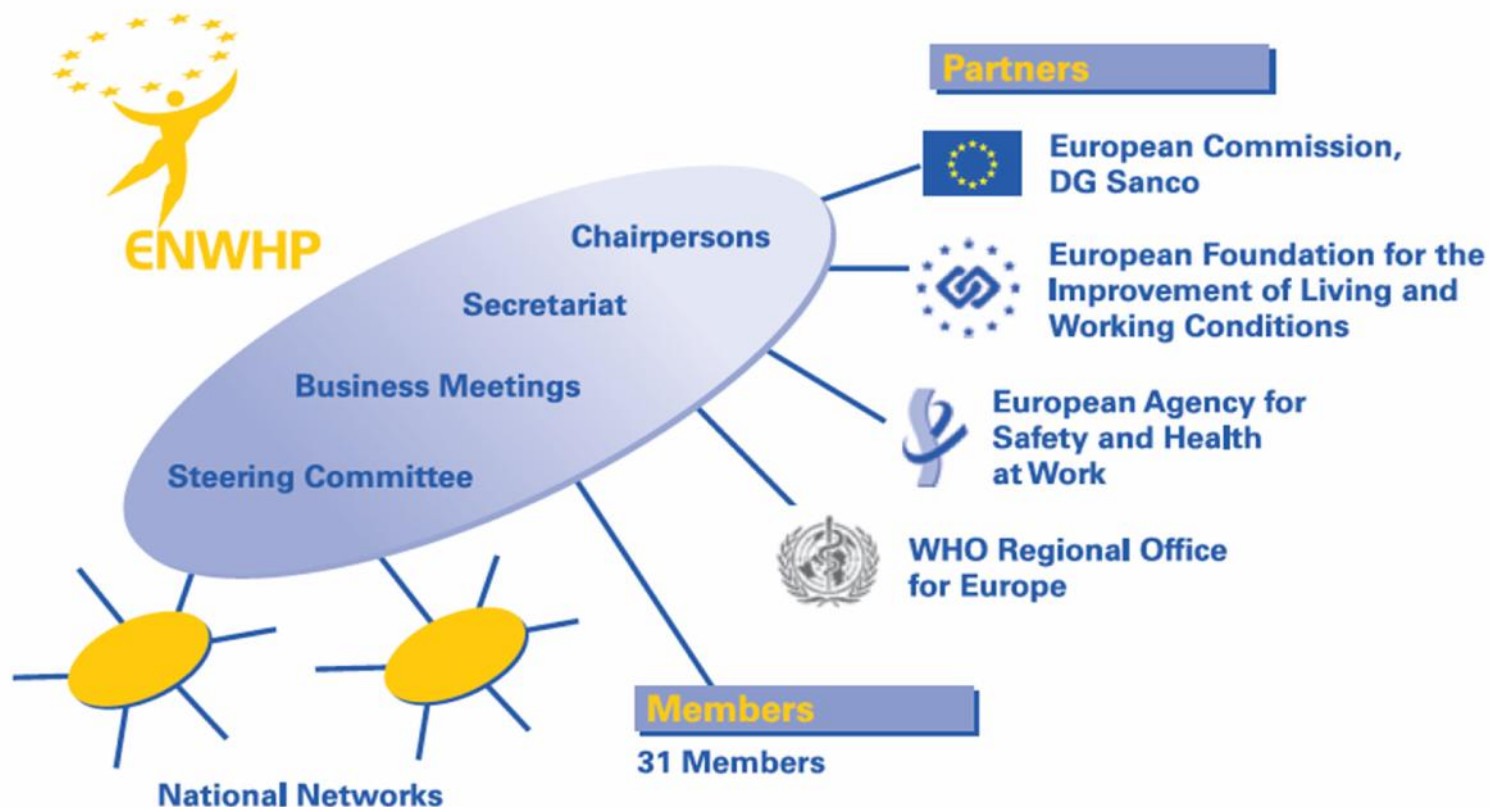 ENWHP
Partners
European Commission,
DG Sanco
European Foundation for the
Improvement of Living and
Working Conditions
European Agency for
Safety and Health
at Work
WHO Regional Office
for Europe
Chairpersons
Secretariat
Business Meetings
Steering Committee
Members
31 Members
National Networks